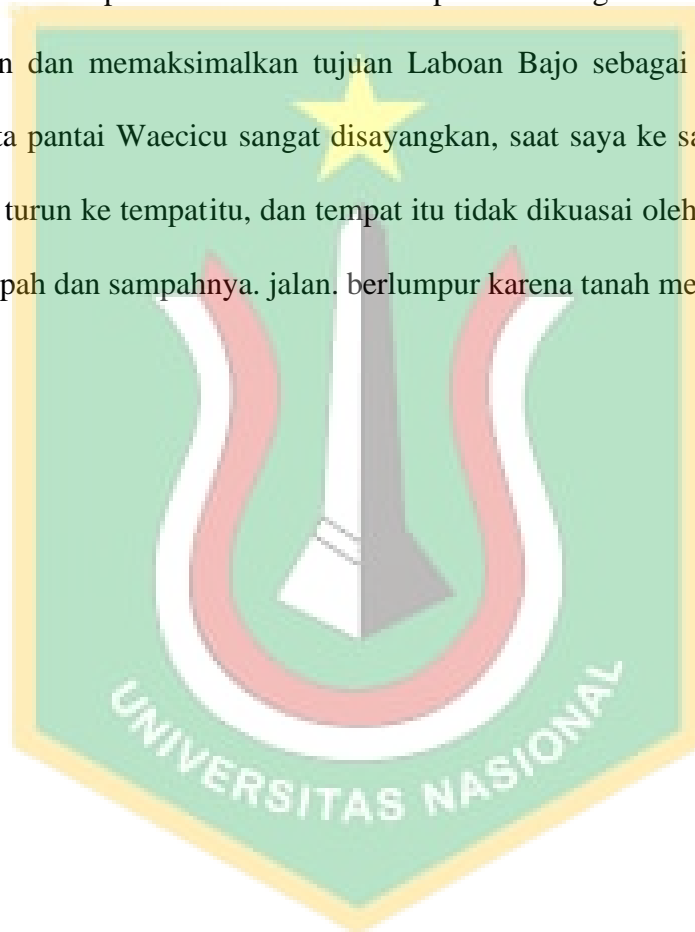 n dan memaksimalkan tujuan Laboan Bajo sebagai
ta pantai Waecicu sangat disayangkan, saat saya ke sa
turun ke tempatitu, dan tempat itu tidak dikuasai oleh
pah dan sampahnya. jalan. berlumpur karena tanah me
UNIVERSITAS NASIONAL